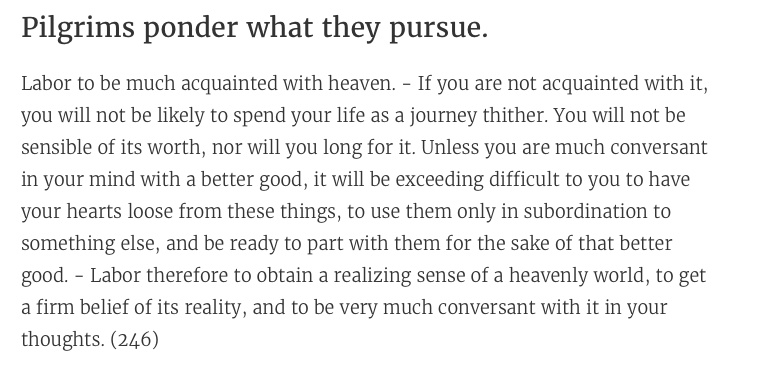 Pilgrims ponder what they pursue.
Labor to be much acquainted with heaven. - If you are not acquainted with it,
you will not be likely to spend your life as a journey thither. You will not be
sensible of its worth, nor will you long for it. Unless you are much conversant
in your mind with a better good, it will be exceeding difficult to you to have
your hearts loose from these things, to use them only in subordination to
something else, and be ready to part with them for the sake of that better
good. - Labor therefore to obtain a realizing sense of a heavenly world, to get
a firm belief of its reality, and to be very much conversant with it in your
thoughts. (246)